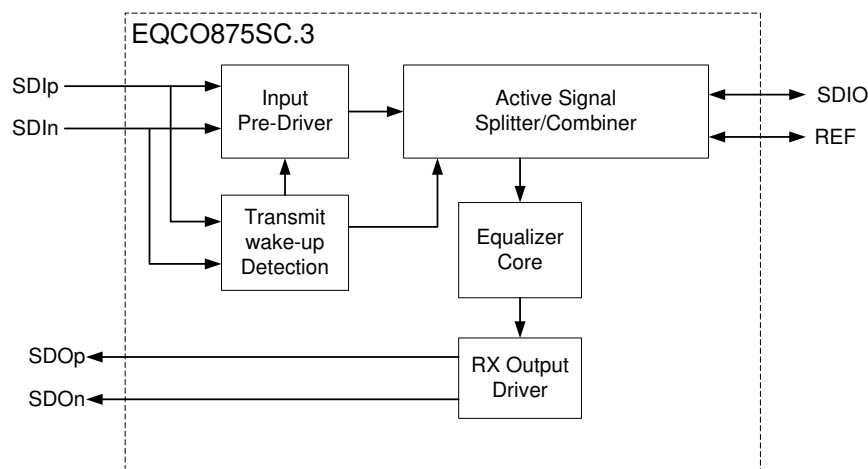 EQCO875SC.3
SDIp
SDIn
Input
Pre-Driver
Active Signal
Splitter/Combiner
SDIO
REF
Transmit
wake-up
Detection
Equalizer
Core
SDOp
SDOn
RX Output
Driver